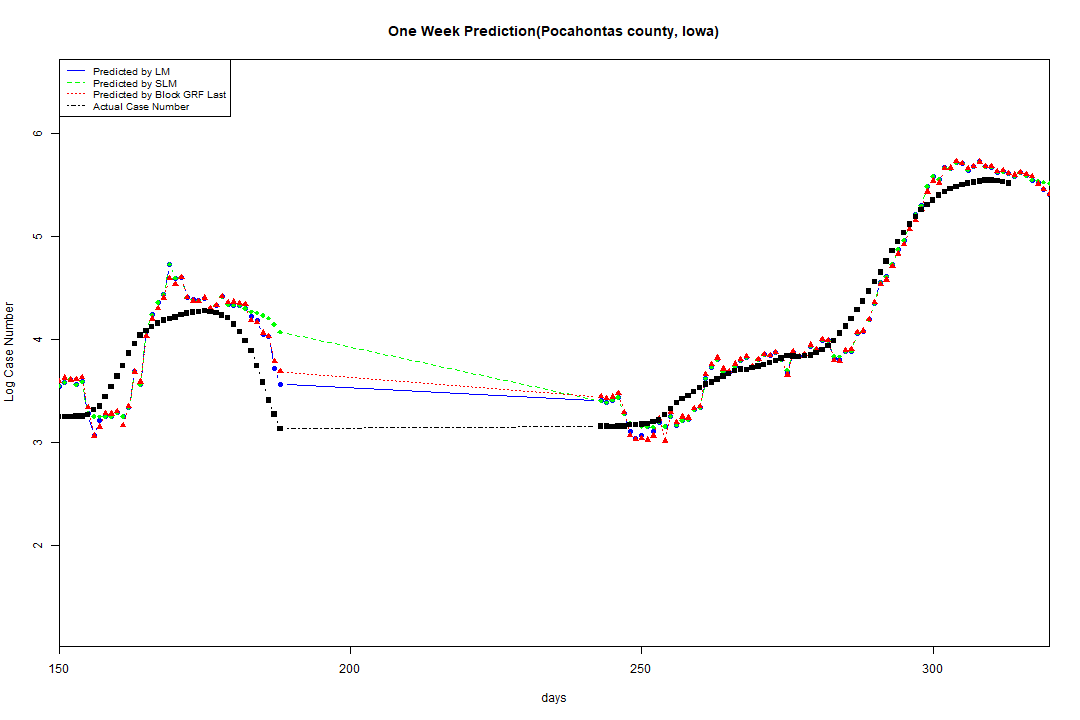 One Week Prediction(Pocahontas county, Iowa)
Predicted by LM
Predicted by SLM
Predicted by Block GRF Last
Actual Case Number
Log Case Number
6
5
4
3
2
150
200
250
300
days